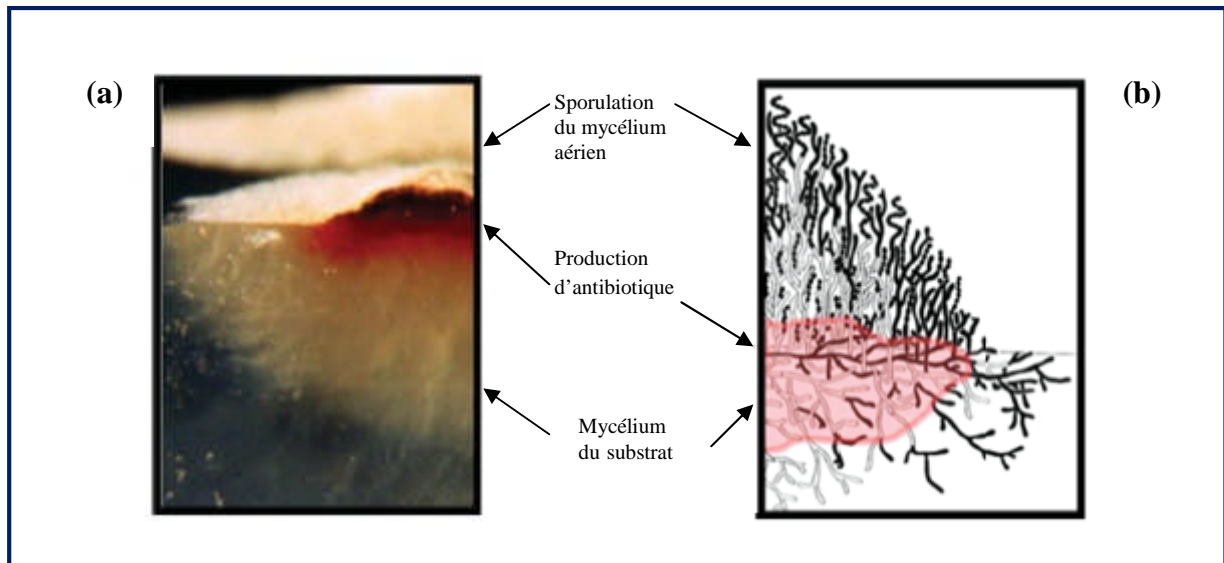 (a)
(b)
Sporulation
du mycélium
aérien
Production
d’antibiotique
Mycélium
du substrat